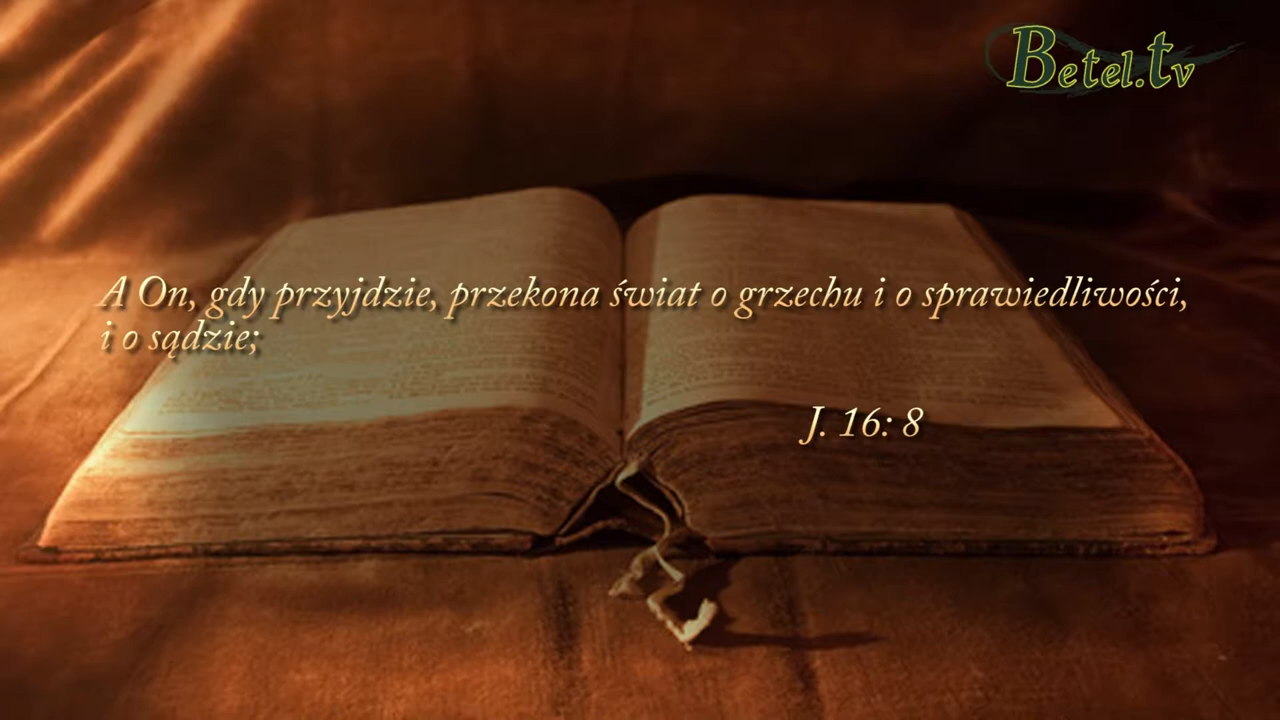 Betel.tv
A On, gdy przyjdzie, przekona świat o grzechu i o sprawiedliwości,
i o sądzie;
J. 16: 8